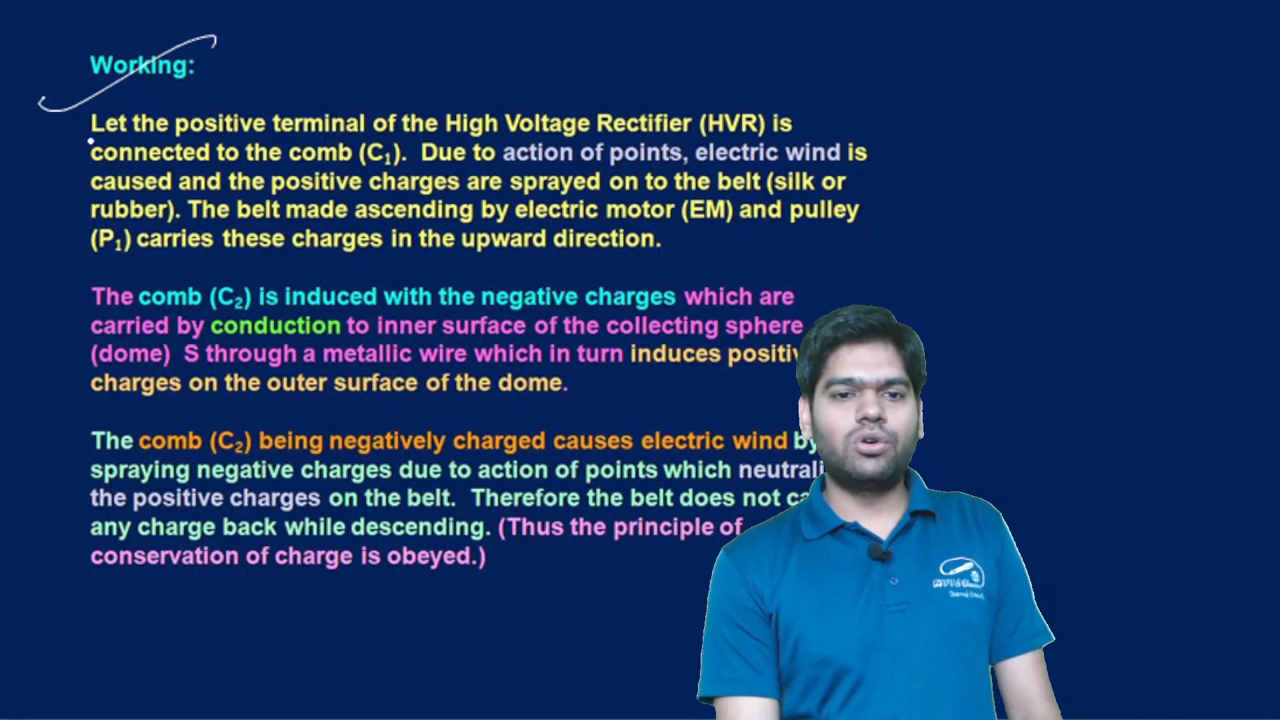 Working:
Let the positive terminal of the High Voltage Rectifier (HVR) is
connected to the comb (C₁). Due to action of points, electric wind is
caused and the positive charges are sprayed on to the belt (silk or
rubber). The belt made ascending by electric motor (EM) and pulley
(P₁) carries these charges in the upward direction.
The comb (C₂) is induced with the negative charges which are
carried by conduction to inner surface of the collecting sphere
(dome) S through a metallic wire which in turn induces
charges on the outer surface of the dome.
The comb (C₂) being negatively charged causes electric wind by
spraying negative charges due to action of points which
the positive charges on the belt. Therefore the belt does not
any charge back while descending. (Thus the principle of
conservation of charge is obeyed.)